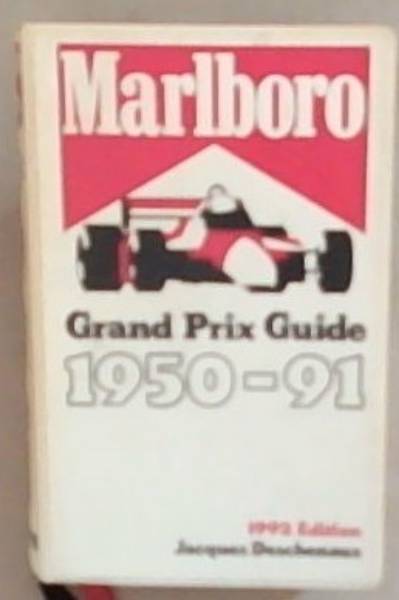 Marlboro
Grand Prix Guide
1950-91
1992 Edition
Jacques Deschenaux